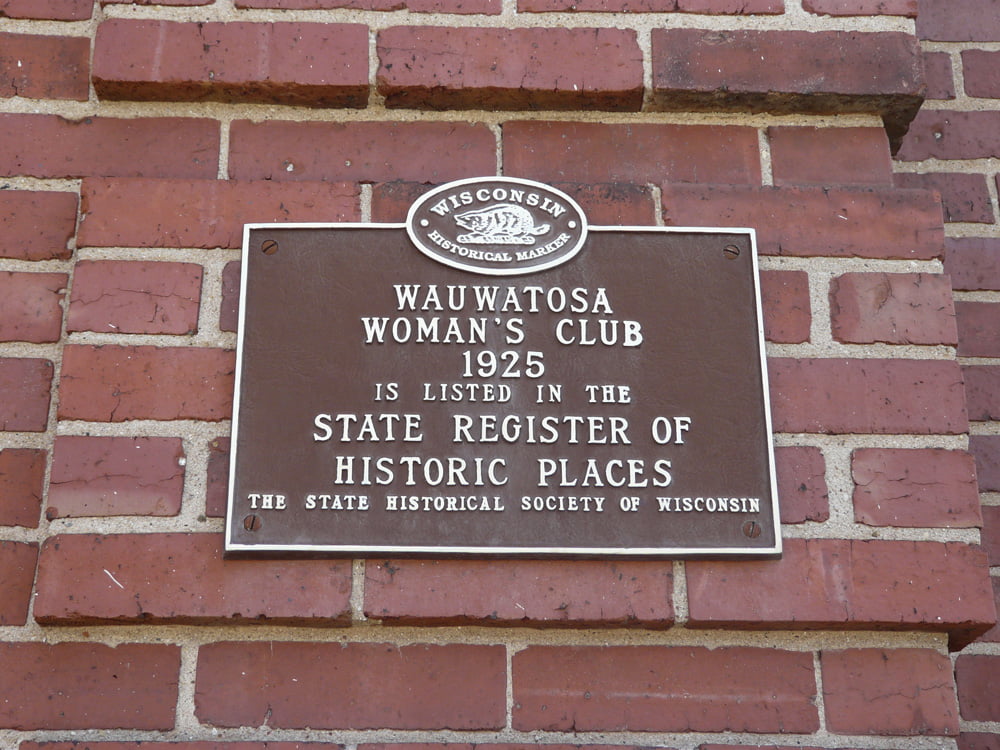 WISCONSIN
HISTORICAL MARKER
WAUWATOSA
WOMAN'S CLUB
1925
IS LISTED IN THE
STATE REGISTER OF
HISTORIC PLACES
THE STATE HISTORICAL SOCIETY OF WISCONSIN